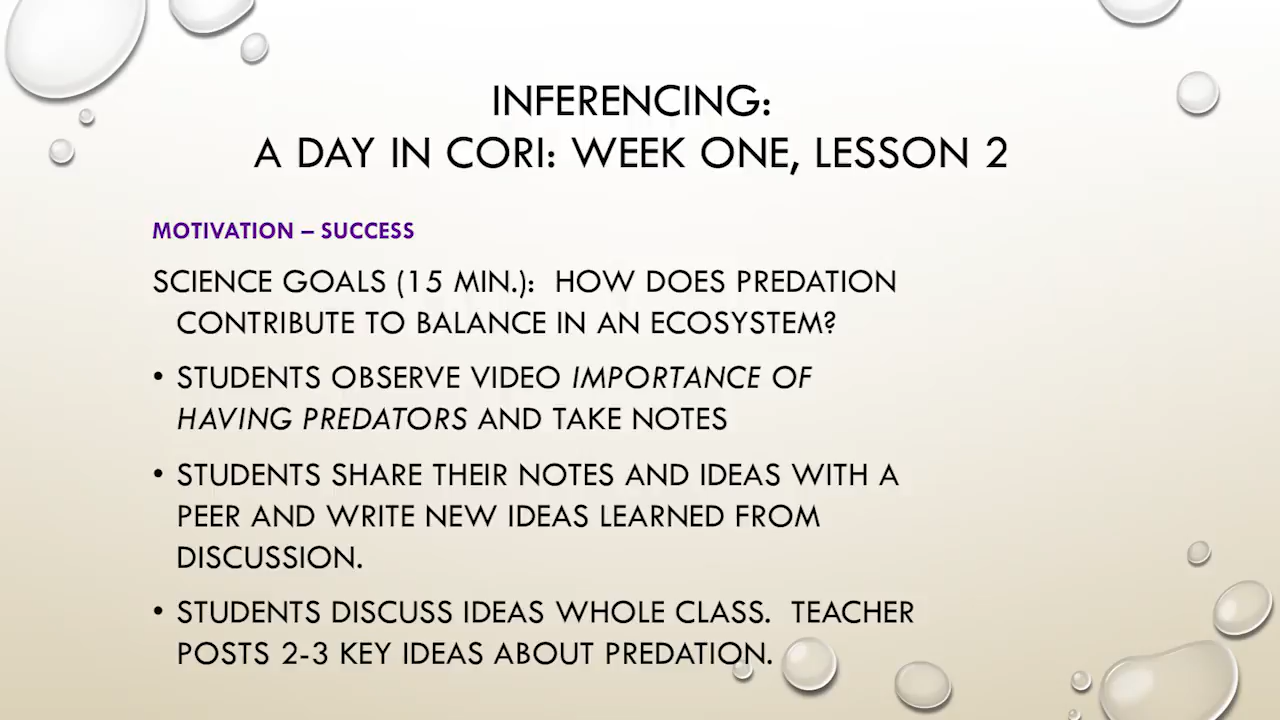 INFERENCING:
A DAY IN CORI: WEEK ONE, LESSON 2
MOTIVATION – SUCCESS
SCIENCE GOALS (15 MIN.):  HOW DOES PREDATION
CONTRIBUTE TO BALANCE IN AN ECOSYSTEM?
• STUDENTS OBSERVE VIDEO IMPORTANCE OF
HAVING PREDATORS AND TAKE NOTES
• STUDENTS SHARE THEIR NOTES AND IDEAS WITH A
PEER AND WRITE NEW IDEAS LEARNED FROM
DISCUSSION.
• STUDENTS DISCUSS IDEAS WHOLE CLASS.  TEACHER
POSTS 2-3 KEY IDEAS ABOUT PREDATION.